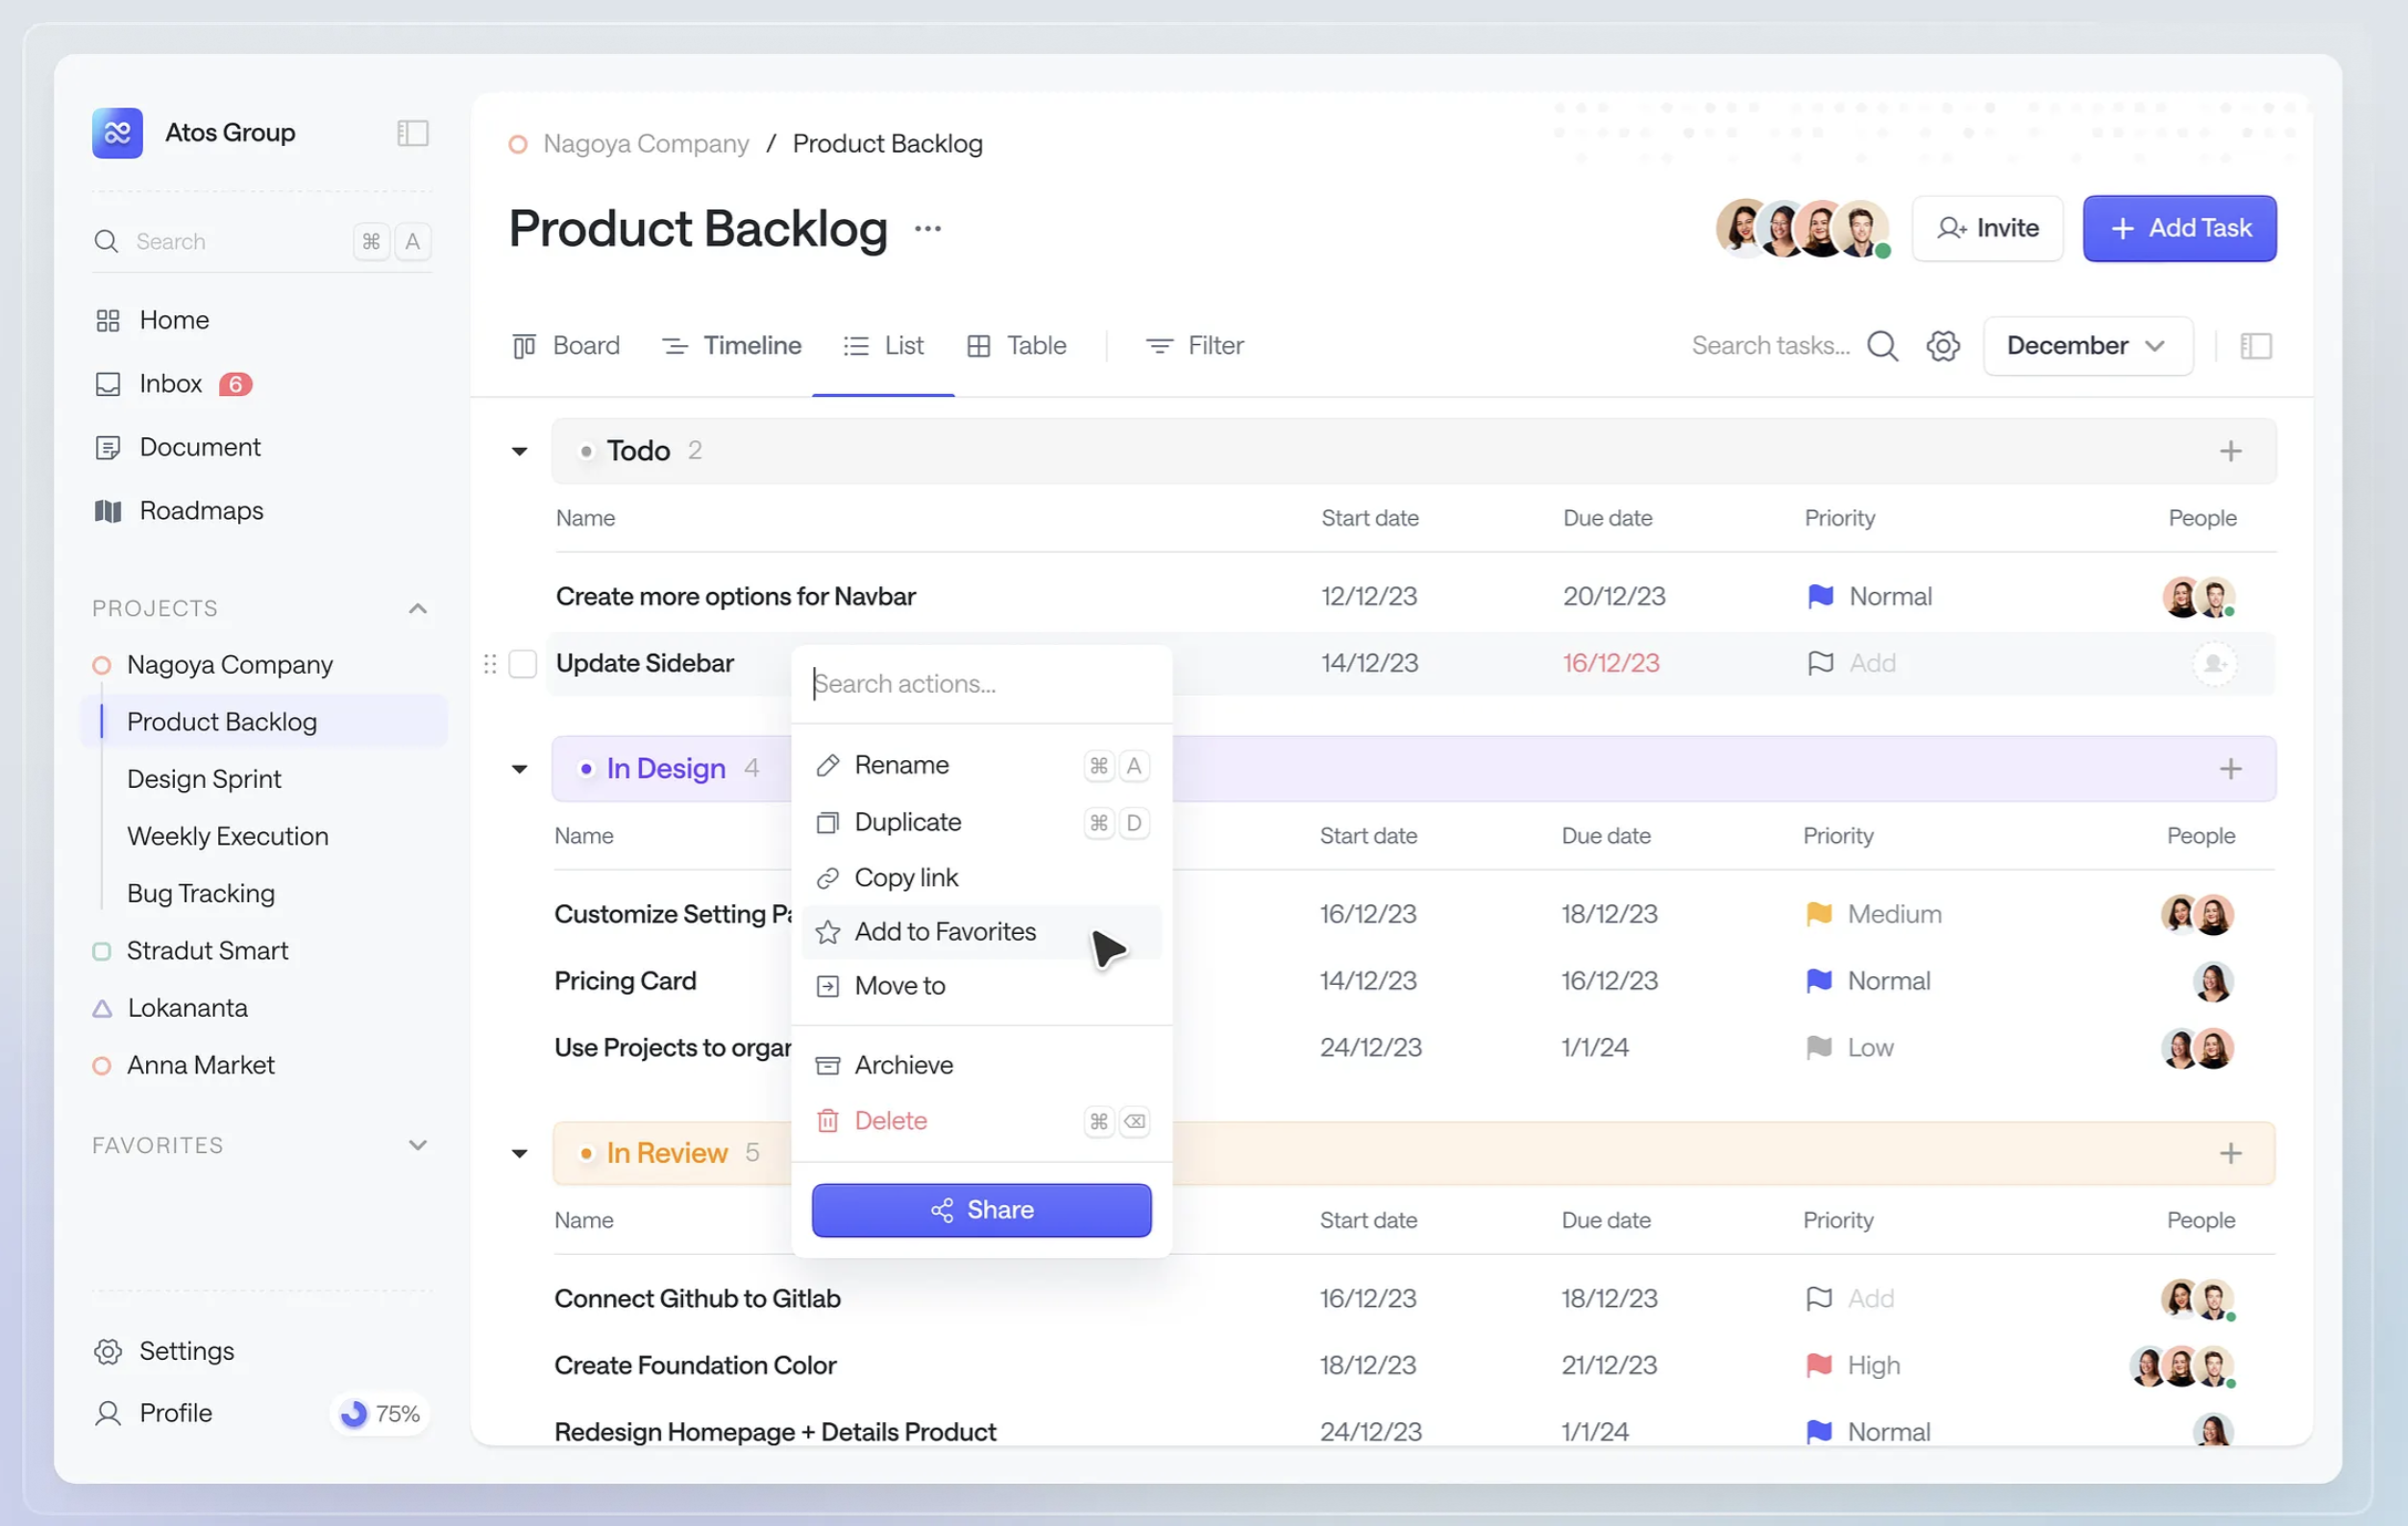 Atos Group
Search ⌘ A
Home
Inbox 6
Document
Roadmaps
PROJECTS
Nagoya Company
Product Backlog
Design Sprint
Weekly Execution
Bug Tracking
Stradut Smart
Lokananta
Anna Market
FAVORITES
Settings
Profile 75%
Nagoya Company / Product Backlog
Product Backlog ...
Invite
+ Add Task
Board Timeline List Table Filter
Search tasks... December
Todo 2 +
Name Start date Due date Priority People
Create more options for Navbar 12/12/23 20/12/23 Normal
Update Sidebar 14/12/23 16/12/23 Add
In Design 4 +
Name Start date Due date Priority People
Customize Setting 16/12/23 18/12/23 Medium
Pricing Card 14/12/23 16/12/23 Normal
Use Projects to 24/12/23 1/1/24 Low
In Review 5 +
Name Start date Due date Priority People
Connect Github to Gitlab 16/12/23 18/12/23 Add
Create Foundation Color 18/12/23 21/12/23 High
Redesign Homepage + Details Product 24/12/23 1/1/24 Normal
Search actions...
Rename ⌘ A
Duplicate ⌘ D
Copy link
Add to Favorites
Move to
Archieve
Delete ⌘ ⌫
Share